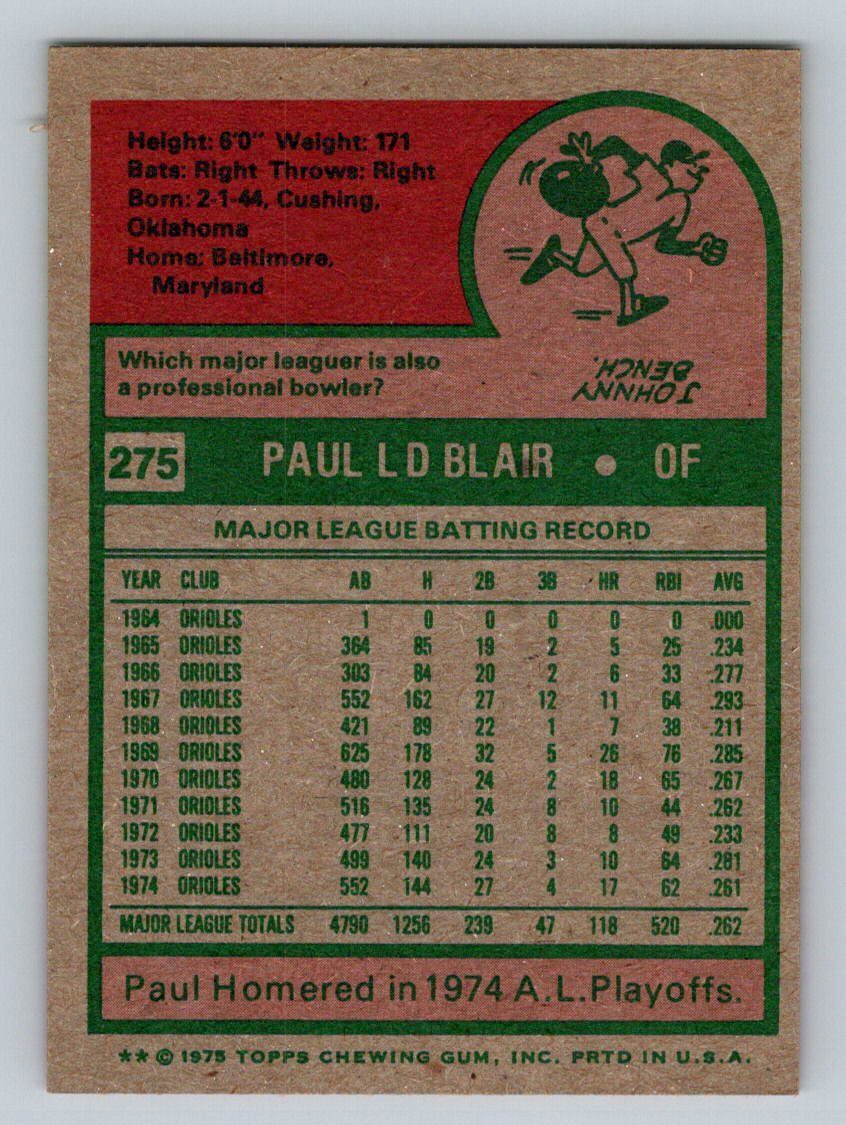 Height: 6'0" Weight: 171
Bats: Right Throws: Right
Born: 2-1-44, Cushing,
Oklahoma
Home: Baltimore,
Maryland
Which major leaguer is also
a professional bowler?
JOHNNY
BENCH.
275 PAUL L D BLAIR • OF
MAJOR LEAGUE BATTING RECORD
YEAR CLUB AB H 2B 3B HR RBI AVG
1964 ORIOLES 1 0 0 0 0 0 .000
1965 ORIOLES 364 85 19 2 5 25 .234
1966 ORIOLES 303 84 20 2 6 33 .277
1967 ORIOLES 552 162 27 12 11 64 .293
1968 ORIOLES 421 89 22 1 7 38 .211
1969 ORIOLES 625 178 32 5 26 76 .285
1970 ORIOLES 480 128 24 2 18 65 .267
1971 ORIOLES 516 135 24 8 10 44 .262
1972 ORIOLES 477 111 20 8 8 49 .233
1973 ORIOLES 499 140 24 3 10 64 .281
1974 ORIOLES 552 144 27 4 17 62 .261
MAJOR LEAGUE TOTALS 4790 1256 239 47 118 520 .262
Paul Homered in 1974 A.L. Playoffs.
** © 1975 TOPPS CHEWING GUM, INC. PRTD IN U.S.A.